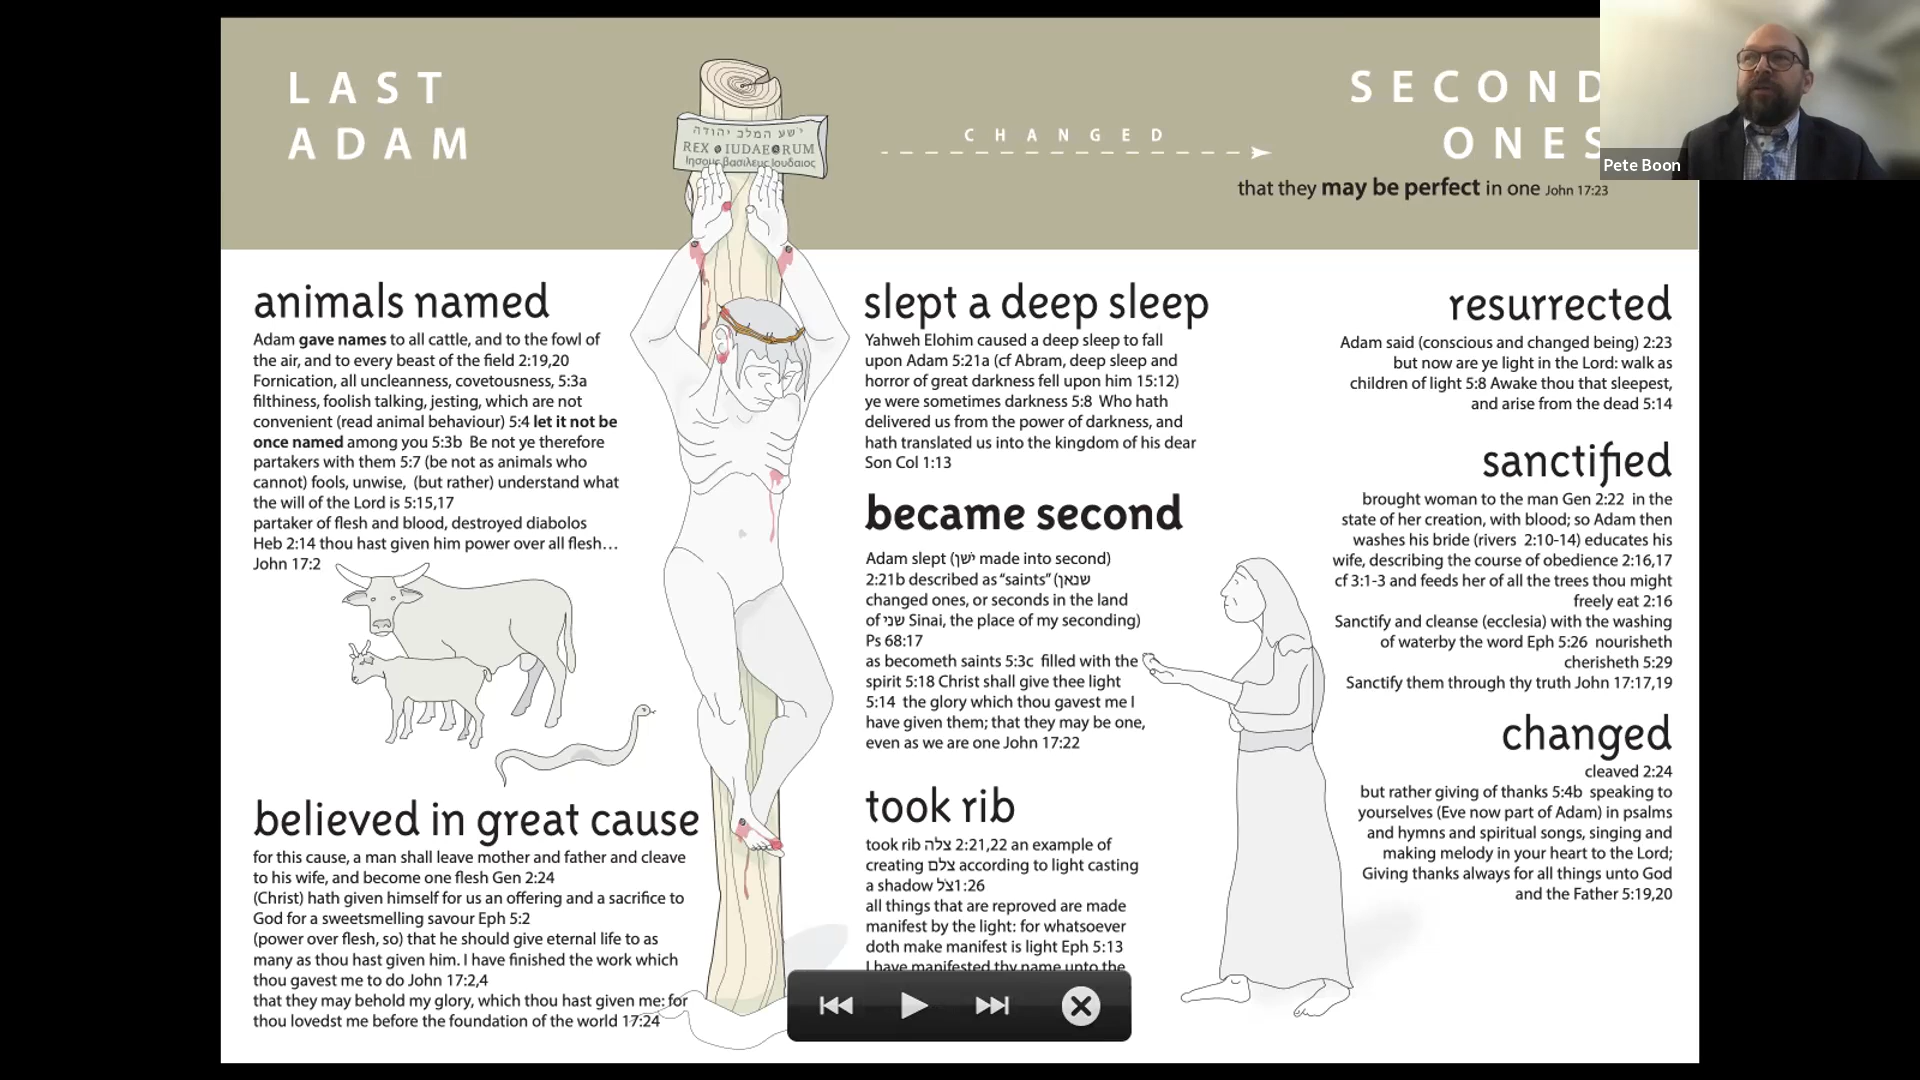 LAST
ADAM
ישע המלכ יהודה
REX IUDAEORUM
Ιησους βασιλευς Ιουδαιος
CHANGED
SECOND
ONES
that they may be perfect in one John 17:23
Pete Boon
animals named
Adam gave names to all cattle, and to the fowl of
the air, and to every beast of the field 2:19,20
Fornication, all uncleanness, covetousness, 5:3a
filthiness, foolish talking, jesting, which are not
convenient (read animal behaviour) 5:4 let it not be
once named among you 5:3b Be not ye therefore
partakers with them 5:7 (be not as animals who
cannot) fools, unwise, (but rather) understand what
the will of the Lord is 5:15,17
partaker of flesh and blood, destroyed diabolos
Heb 2:14 thou hast given him power over all flesh…
John 17:2
believed in great cause
for this cause, a man shall leave mother and father and cleave
to his wife, and become one flesh Gen 2:24
(Christ) hath given himself for us an offering and a sacrifice to
God for a sweetsmelling savour Eph 5:2
(power over flesh, so) that he should give eternal life to as
many as thou hast given him. I have finished the work which
thou gavest me to do John 17:2,4
that they may behold my glory, which thou hast given me: for
thou lovedst me before the foundation of the world 17:24
slept a deep sleep
Yahweh Elohim caused a deep sleep to fall
upon Adam 5:21a (cf Abram, deep sleep and
horror of great darkness fell upon him 15:12)
ye were sometimes darkness 5:8 Who hath
delivered us from the power of darkness, and
hath translated us into the kingdom of his dear
Son Col 1:13
became second
Adam slept (ישׁן made into second)
2:21b described as “saints” (שנאן
changed ones, or seconds in the land
of שני Sinai, the place of my seconding)
Ps 68:17
as becometh saints 5:3c filled with the
spirit 5:18 Christ shall give thee light
5:14 the glory which thou gavest me I
have given them; that they may be one,
even as we are one John 17:22
took rib
took rib צלה 2:21,22 an example of
creating צלם according to light casting
a shadow צל 1:26
all things that are reproved are made
manifest by the light: for whatsoever
doth make manifest is light Eph 5:13
I have manifested thy name unto the
resurrected
Adam said (conscious and changed being) 2:23
but now are ye light in the Lord: walk as
children of light 5:8 Awake thou that sleepest,
and arise from the dead 5:14
sanctified
brought woman to the man Gen 2:22 in the
state of her creation, with blood; so Adam then
washes his bride (rivers 2:10-14) educates his
wife, describing the course of obedience 2:16,17
cf 3:1-3 and feeds her of all the trees thou might
freely eat 2:16
Sanctify and cleanse (ecclesia) with the washing
of waterby the word Eph 5:26 nourisheth
cherisheth 5:29
Sanctify them through thy truth John 17:17,19
changed
cleaved 2:24
but rather giving of thanks 5:4b speaking to
yourselves (Eve now part of Adam) in psalms
and hymns and spiritual songs, singing and
making melody in your heart to the Lord;
Giving thanks always for all things unto God
and the Father 5:19,20